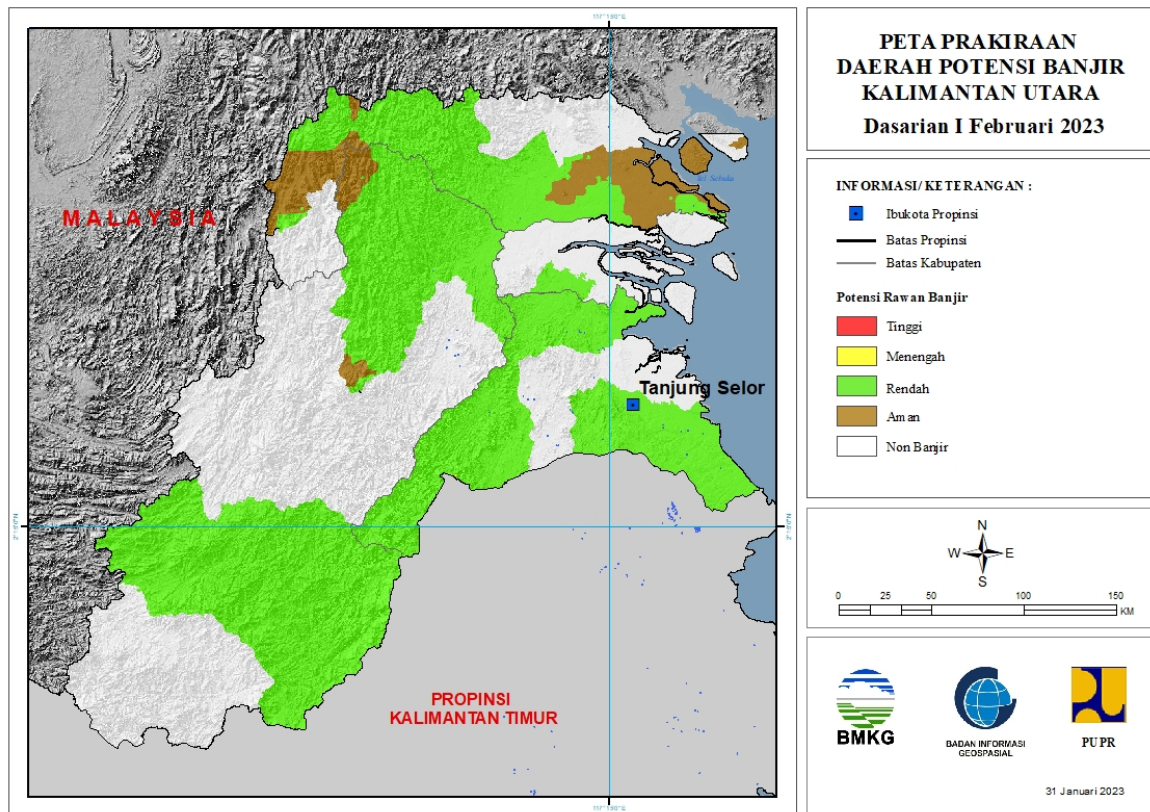 PETA PRAKIRAAN
DAERAH POTENSI BANJIR
KALIMANTAN UTARA
Dasarian I Februari 2023
MALAYSIA
Tanjung Selor
PROPINSI
KALIMANTAN TIMUR
INFORMASI/ KETERANGAN :
Ibukota Propinsi
Batas Propinsi
Batas Kabupaten
Potensi Rawan Banjir
Tinggi
Menengah
Rendah
Aman
Non Banjir
N
W E
S
0 25 50 100 150
KM
BMKG
BADAN INFORMASI
GEOSPASIAL
PUPR
31 Januari 2023